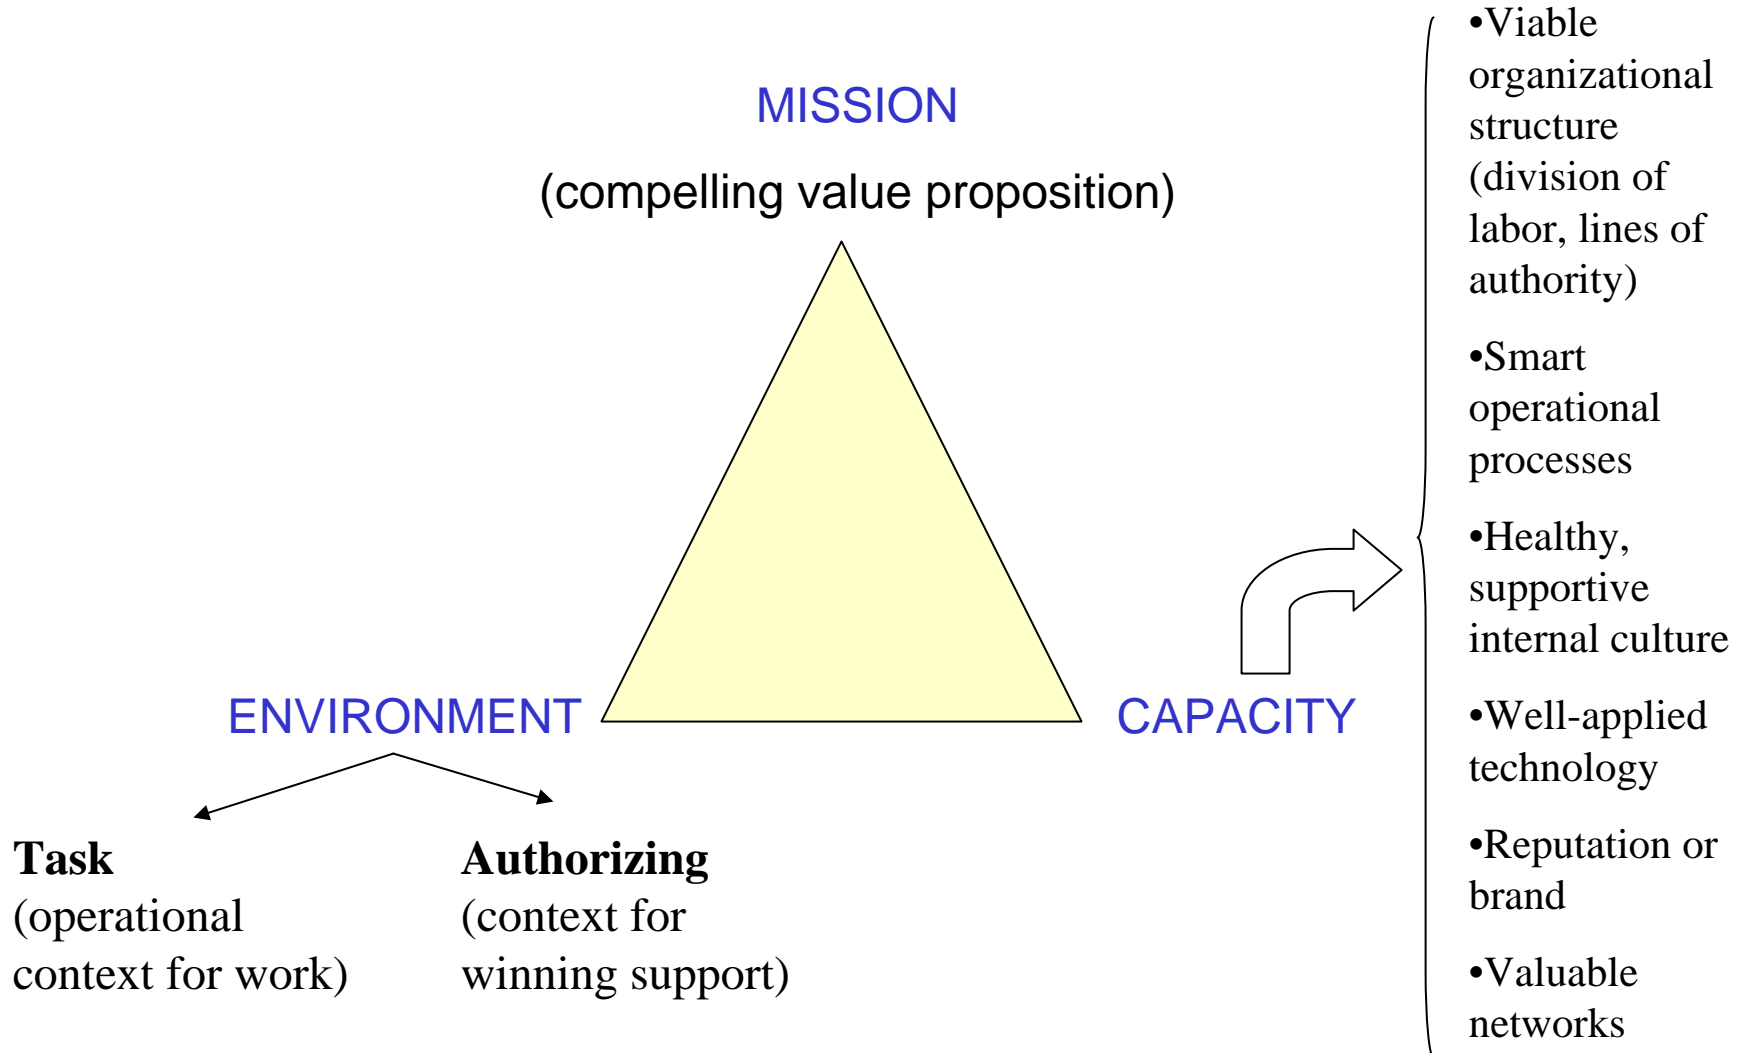 MISSION
(compelling value proposition)
ENVIRONMENT
CAPACITY
Task
(operational
context for work)
Authorizing
(context for
winning support)
•Viable
organizational
structure
(division of
labor, lines of
authority)
•Smart
operational
processes
•Healthy,
supportive
internal culture
•Well-applied
technology
•Reputation or
brand
•Valuable
networks